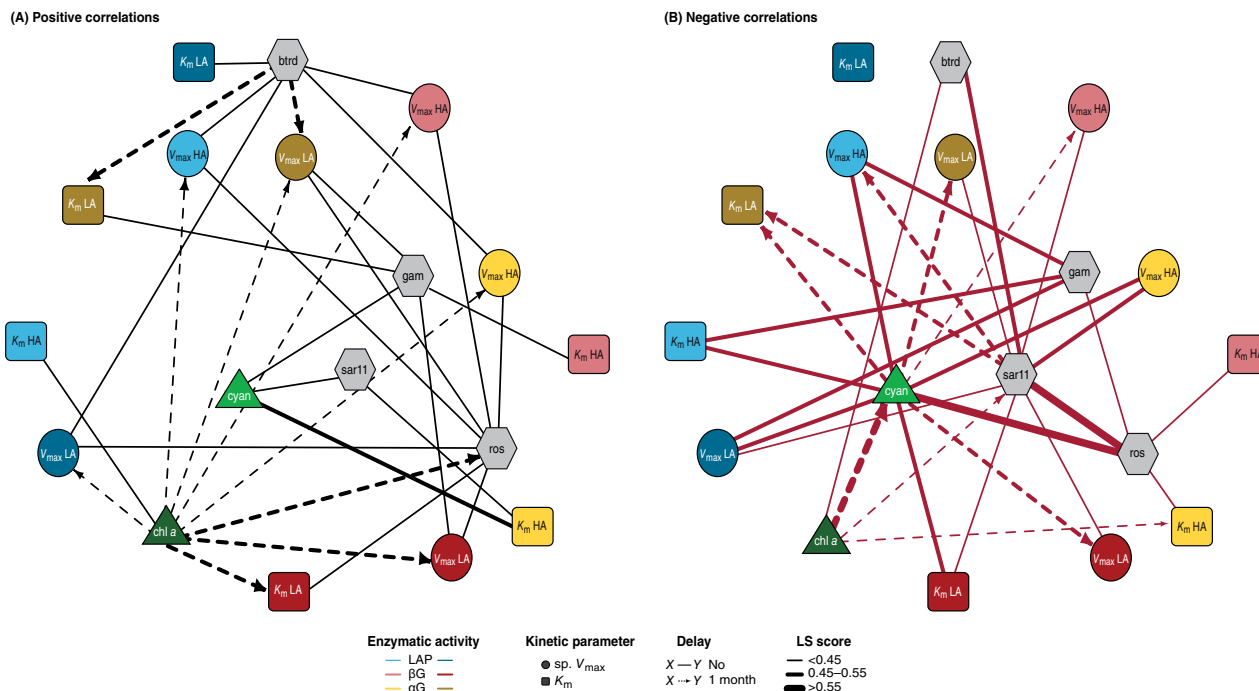 (A) Positive correlations
(B) Negative correlations
Km LA
btrd
Vmax HA
Vmax HA
Vmax LA
Km LA
gam
Vmax HA
Km HA
Km HA
sar11
cyan
Vmax LA
ros
chl a
Km HA
Vmax LA
Km LA
btrd
Km LA
Vmax HA
Vmax HA
Vmax LA
Km LA
gam
Vmax HA
Km HA
Km HA
sar11
cyan
Vmax LA
ros
chl a
Km HA
Vmax LA
Km LA
Enzymatic activity
LAP
βG
αG
Kinetic parameter
sp. Vmax
Km
Delay
X — Y No
X ···→ Y 1 month
LS score
<0.45
0.45–0.55
>0.55